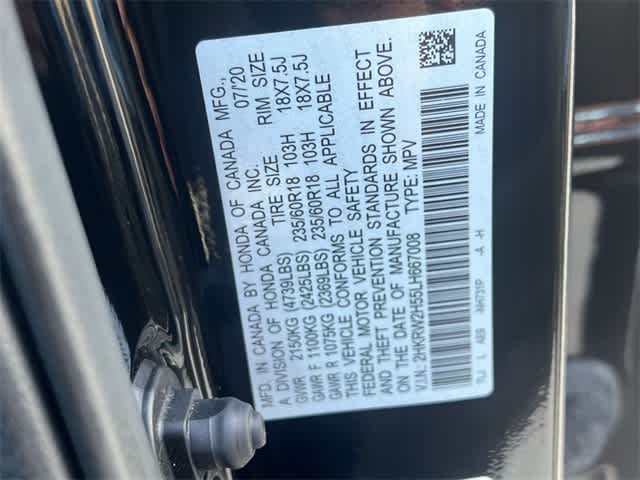 MFD. IN CANADA BY HONDA OF CANADA MFG.,
A DIVISION OF HONDA CANADA INC. 07/'20
TIRE SIZE RIM SIZE
GVWR 2150KG (4739LBS)
GAWR F 1100KG (2425LBS) 235/60R18 103H 18X7.5J
GAWR R 1075KG (2369LBS) 235/60R18 103H 18X7.5J
THIS VEHICLE CONFORMS TO ALL APPLICABLE
FEDERAL MOTOR VEHICLE SAFETY
AND THEFT PREVENTION STANDARDS IN EFFECT
ON THE DATE OF MANUFACTURE SHOWN ABOVE.
V.I.N: 2HKRW2H55LH667008 TYPE: MPV
NH731P -A -H MADE IN CANADA